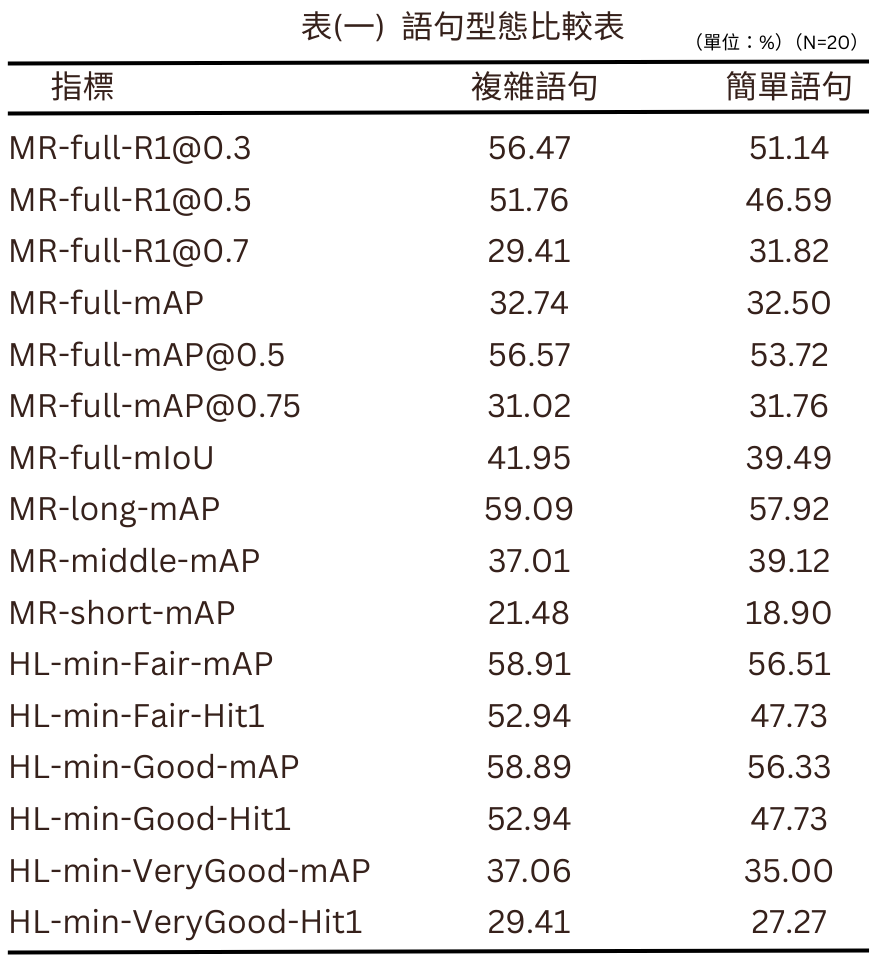 表(一) 語句型態比較表
（單位：%）（N=20）
指標 複雜語句 簡單語句
MR-full-R1@0.3 56.47 51.14
MR-full-R1@0.5 51.76 46.59
MR-full-R1@0.7 29.41 31.82
MR-full-mAP 32.74 32.50
MR-full-mAP@0.5 56.57 53.72
MR-full-mAP@0.75 31.02 31.76
MR-full-mIoU 41.95 39.49
MR-long-mAP 59.09 57.92
MR-middle-mAP 37.01 39.12
MR-short-mAP 21.48 18.90
HL-min-Fair-mAP 58.91 56.51
HL-min-Fair-Hit1 52.94 47.73
HL-min-Good-mAP 58.89 56.33
HL-min-Good-Hit1 52.94 47.73
HL-min-VeryGood-mAP 37.06 35.00
HL-min-VeryGood-Hit1 29.41 27.27